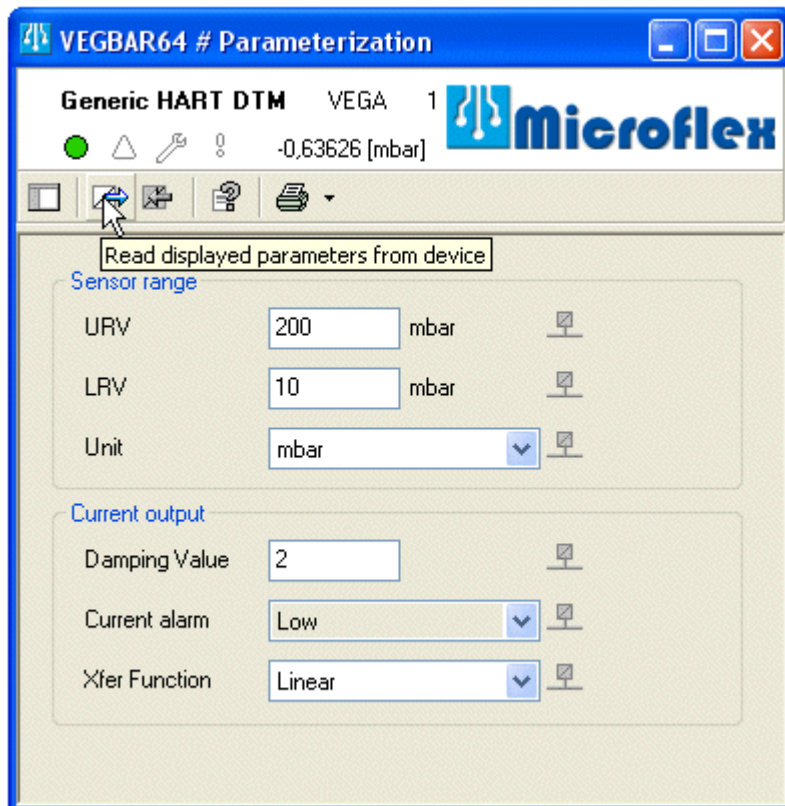 VEGBAR64 # Parameterization
Generic HART DTM VEGA 1
Microflex
-0,63626 [mbar]
Read displayed parameters from device
Sensor range
URV 200 mbar
LRV 10 mbar
Unit mbar
Current output
Damping Value 2
Current alarm Low
Xfer Function Linear